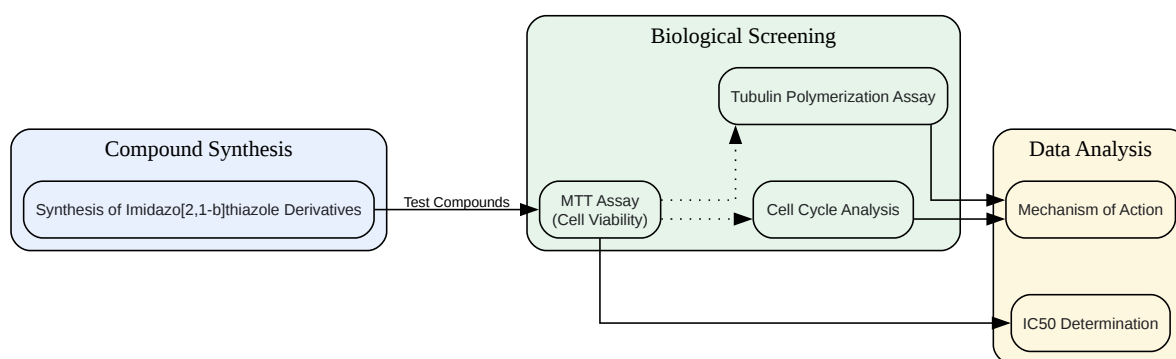 Compound Synthesis
Synthesis of Imidazo[2,1-b]thiazole Derivatives
Test Compounds
Biological Screening
Tubulin Polymerization Assay
MTT Assay
(Cell Viability)
Cell Cycle Analysis
Data Analysis
Mechanism of Action
IC50 Determination